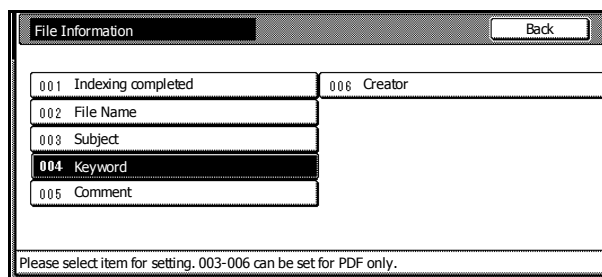 File Information
Back
001 Indexing completed
002 File Name
003 Subject
004 Keyword
005 Comment
006 Creator
Please select item for setting. 003-006 can be set for PDF only.